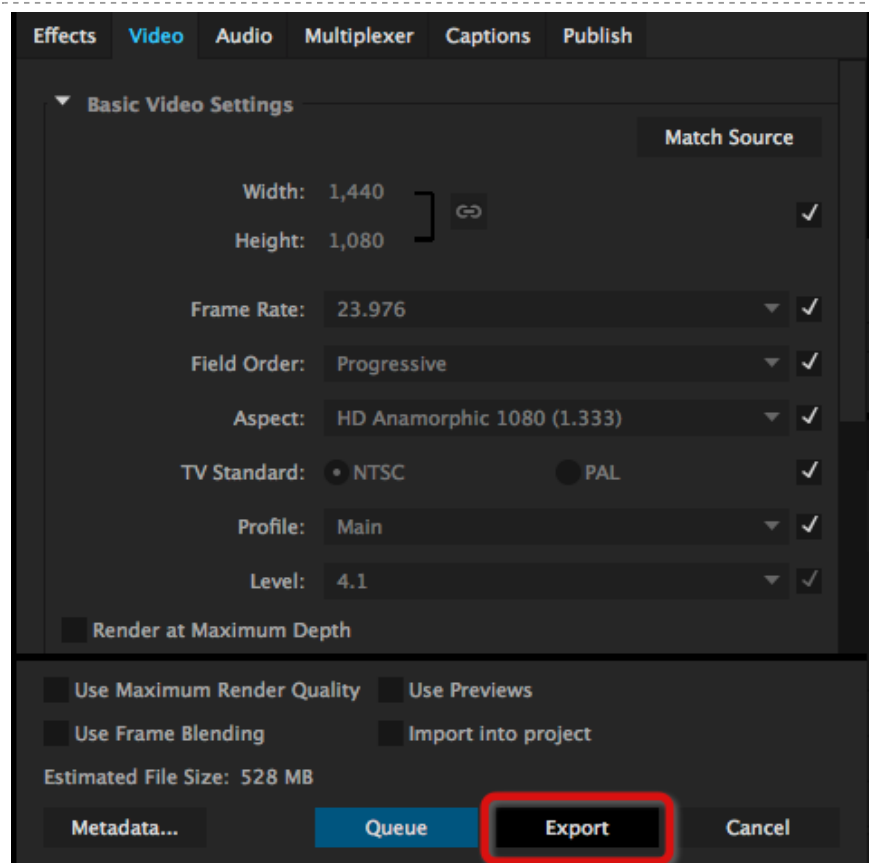 Effects Video Audio Multiplexer Captions Publish
Basic Video Settings
Match Source
Width: 1,440
Height: 1,080
Frame Rate: 23.976
Field Order: Progressive
Aspect: HD Anamorphic 1080 (1.333)
TV Standard: NTSC PAL
Profile: Main
Level: 4.1
Render at Maximum Depth
Use Maximum Render Quality Use Previews
Use Frame Blending Import into project
Estimated File Size: 528 MB
Metadata... Queue Export Cancel